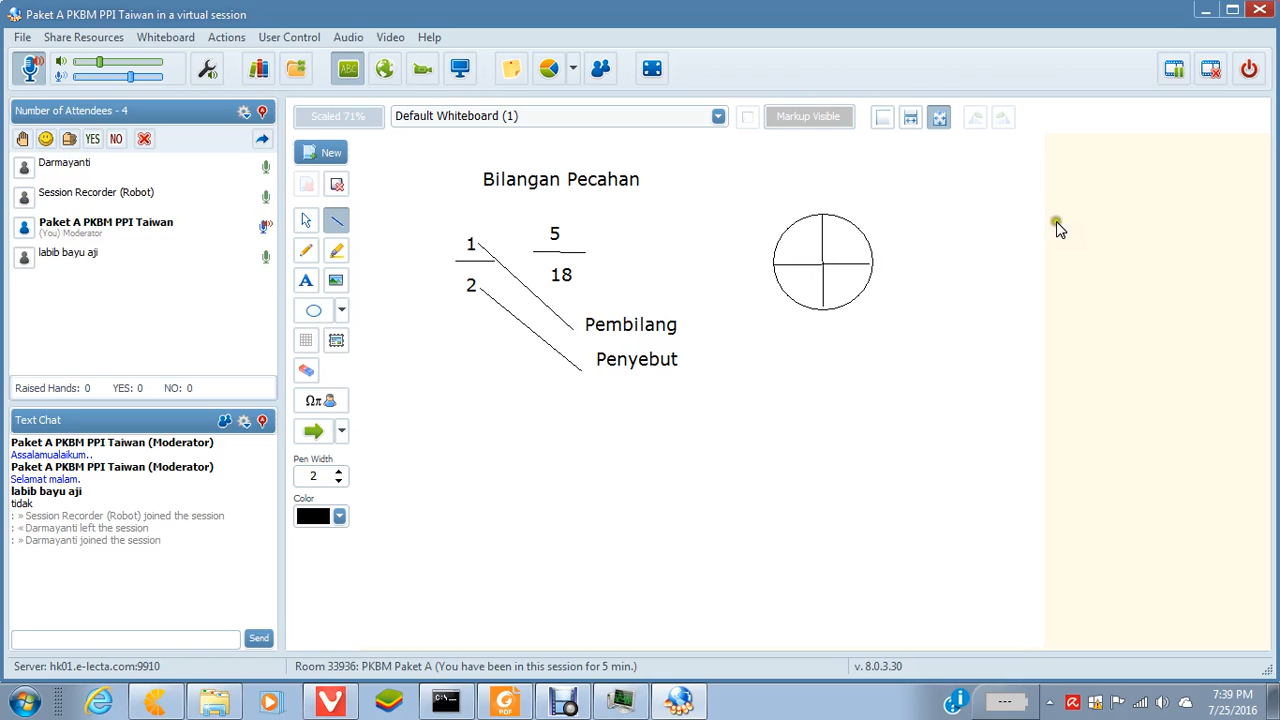 Paket A PKBM PPI Taiwan in a virtual session
File Share Resources Whiteboard Actions User Control Audio Video Help
ABC
Number of Attendees - 4
YES NO
Darmayanti
Session Recorder (Robot)
Paket A PKBM PPI Taiwan
(You) Moderator
labib bayu aji
Raised Hands: 0 YES: 0 NO: 0
Text Chat
Paket A PKBM PPI Taiwan (Moderator)
Assalamualaikum..
Paket A PKBM PPI Taiwan (Moderator)
Selamat malam.
labib bayu aji
tidak
: » Session Recorder (Robot) joined the session
: « Darmayanti left the session
: » Darmayanti joined the session
Send
Scaled 71% Default Whiteboard (1) Markup Visible
New
A
Ωπ
Pen Width
2
Color
Bilangan Pecahan
1
2
5
18
Pembilang
Penyebut
Server: hk01.e-lecta.com:9910 Room 33936: PKBM Paket A (You have been in this session for 5 min.) v. 8.0.3.30
PDF
7:39 PM
7/25/2016